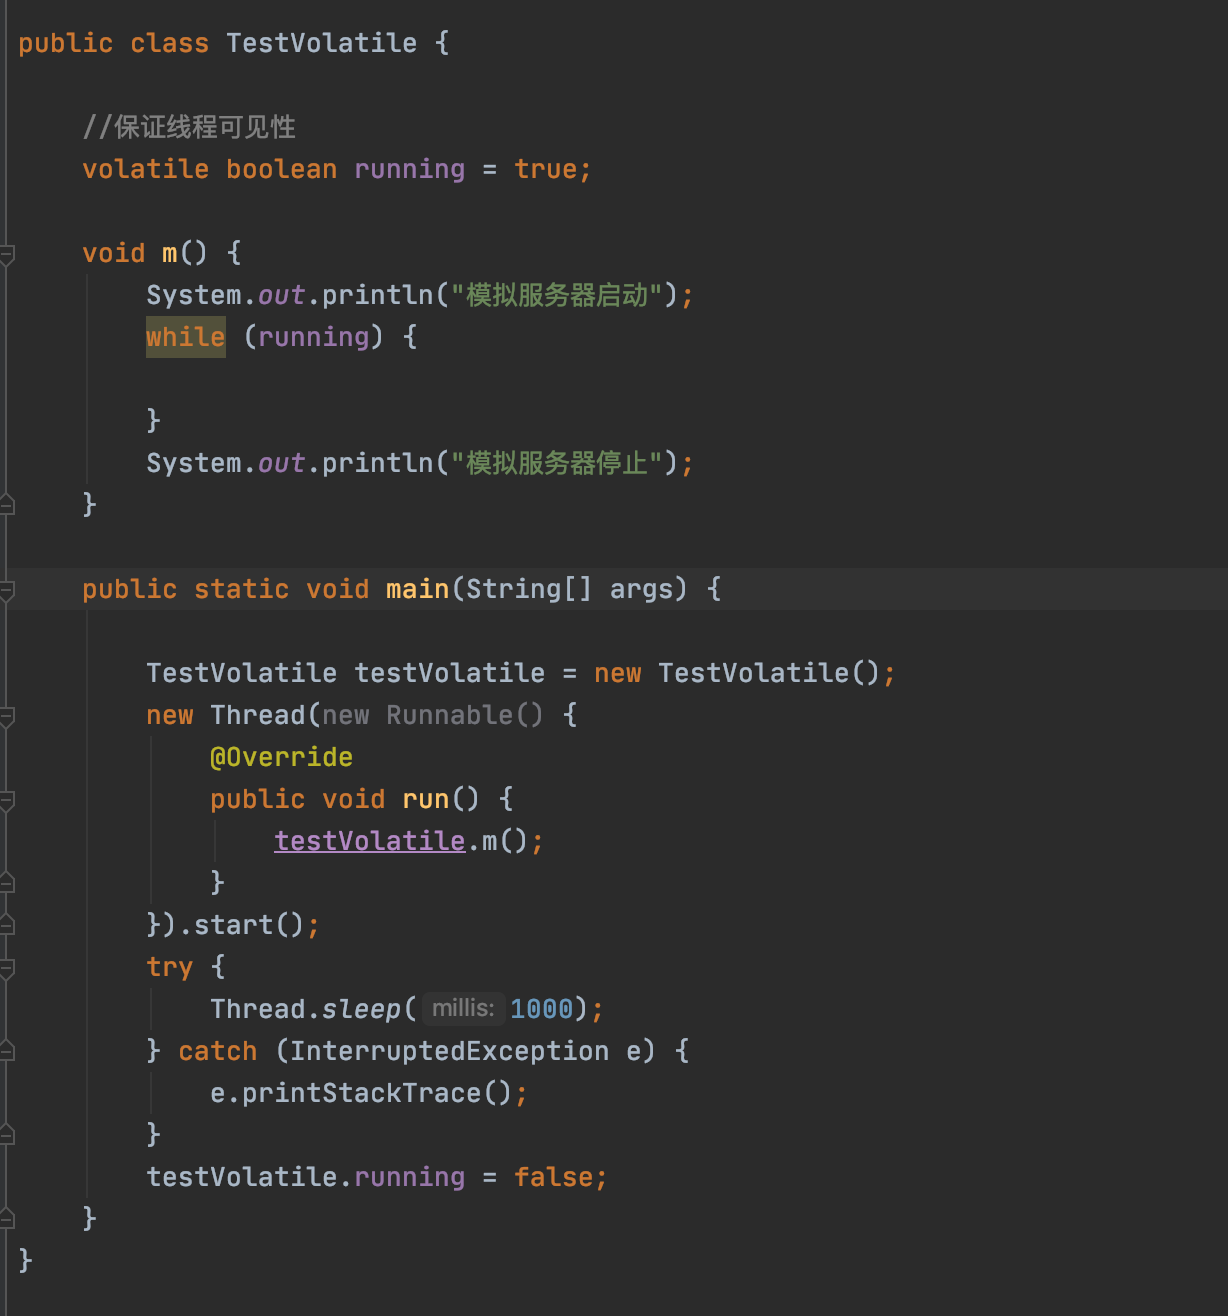 public class TestVolatile {
//保证线程可见性
volatile boolean running = true;
void m() {
System.out.println("模拟服务器启动");
while (running) {
}
System.out.println("模拟服务器停止");
}
public static void main(String[] args) {
TestVolatile testVolatile = new TestVolatile();
new Thread(new Runnable() {
@Override
public void run() {
testVolatile.m();
}
}).start();
try {
Thread.sleep( millis: 1000);
} catch (InterruptedException e) {
e.printStackTrace();
}
testVolatile.running = false;
}
}